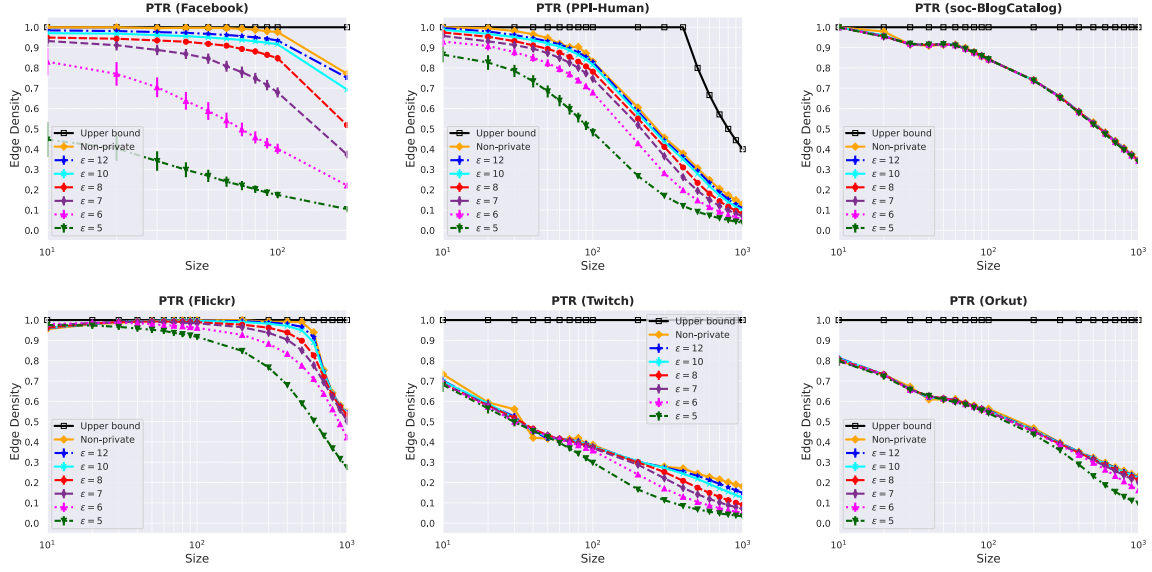 PTR (Facebook)
1.0
0.9
0.8
0.7
0.6
0.5
0.4
0.3
0.2
0.1
0.0
Edge Density
Upper bound
Non-private
ε = 12
ε = 10
ε = 8
ε = 7
ε = 6
ε = 5
10¹
10²
Size
PTR (PPI-Human)
1.0
0.9
0.8
0.7
0.6
0.5
0.4
0.3
0.2
0.1
0.0
Edge Density
Upper bound
Non-private
ε = 12
ε = 10
ε = 8
ε = 7
ε = 6
ε = 5
10¹
10²
10³
Size
PTR (soc-BlogCatalog)
1.0
0.9
0.8
0.7
0.6
0.5
0.4
0.3
0.2
0.1
0.0
Edge Density
Upper bound
Non-private
ε = 12
ε = 10
ε = 8
ε = 7
ε = 6
ε = 5
10¹
10²
10³
Size
PTR (Flickr)
1.0
0.9
0.8
0.7
0.6
0.5
0.4
0.3
0.2
0.1
0.0
Edge Density
Upper bound
Non-private
ε = 12
ε = 10
ε = 8
ε = 7
ε = 6
ε = 5
10¹
10²
10³
Size
PTR (Twitch)
1.0
0.9
0.8
0.7
0.6
0.5
0.4
0.3
0.2
0.1
0.0
Edge Density
Upper bound
Non-private
ε = 12
ε = 10
ε = 8
ε = 7
ε = 6
ε = 5
10¹
10²
10³
Size
PTR (Orkut)
1.0
0.9
0.8
0.7
0.6
0.5
0.4
0.3
0.2
0.1
0.0
Edge Density
Upper bound
Non-private
ε = 12
ε = 10
ε = 8
ε = 7
ε = 6
ε = 5
10¹
10²
10³
Size